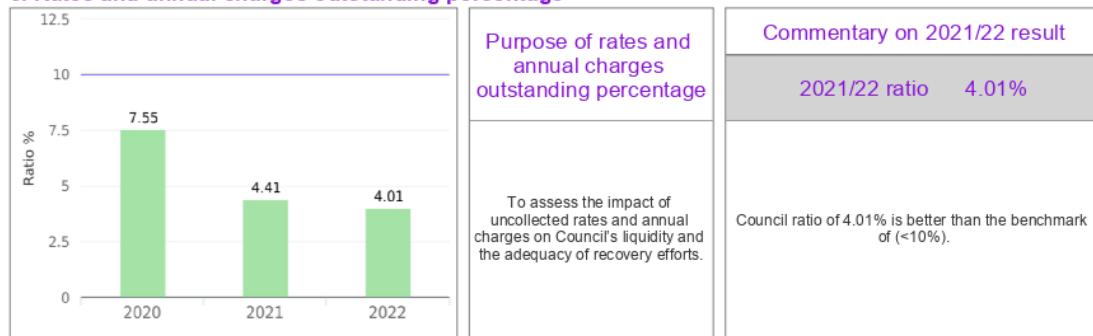 12.5
10
7.5
5
2.5
0
Ratio %
7.55
4.41
4.01
2020
2021
2022
Purpose of rates and
annual charges
outstanding percentage
To assess the impact of
uncollected rates and annual
charges on Council's liquidity and
the adequacy of recovery efforts.
Commentary on 2021/22 result
2021/22 ratio 4.01%
Council ratio of 4.01% is better than the benchmark
of (<10%).